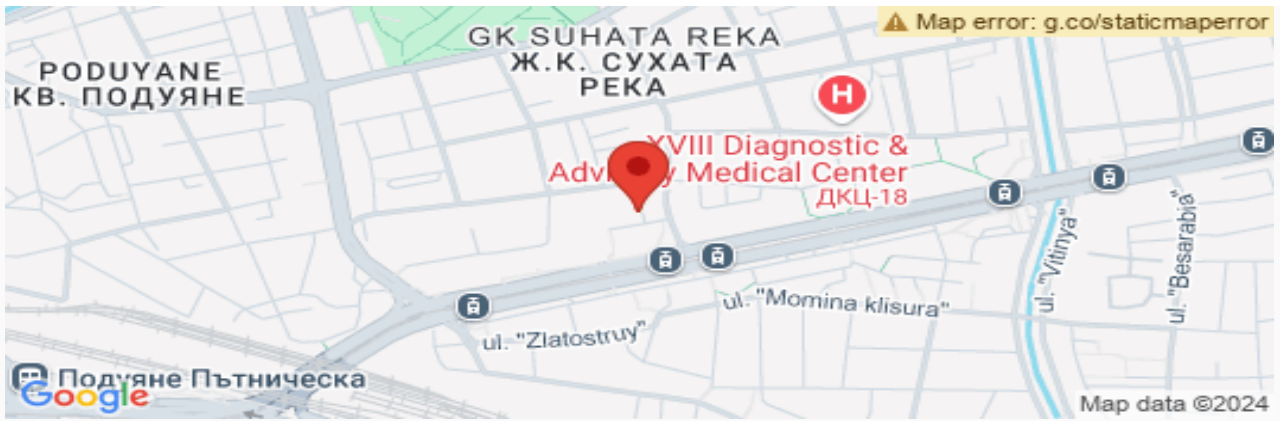 Map error: g.co/staticmaperror
GK SUHATA REKA
Ж.К. СУХАТА
РЕКА
PODUYANE
КВ. ПОДУЯНЕ
H
XVIII Diagnostic &
Medical Center
ДКЦ-18
ul. "Vitinya"
ul. "Besarabia"
ul. "Momina klisura"
ul. "Zlatostruy"
Подуяне Пътническа
Google
Map data ©2024